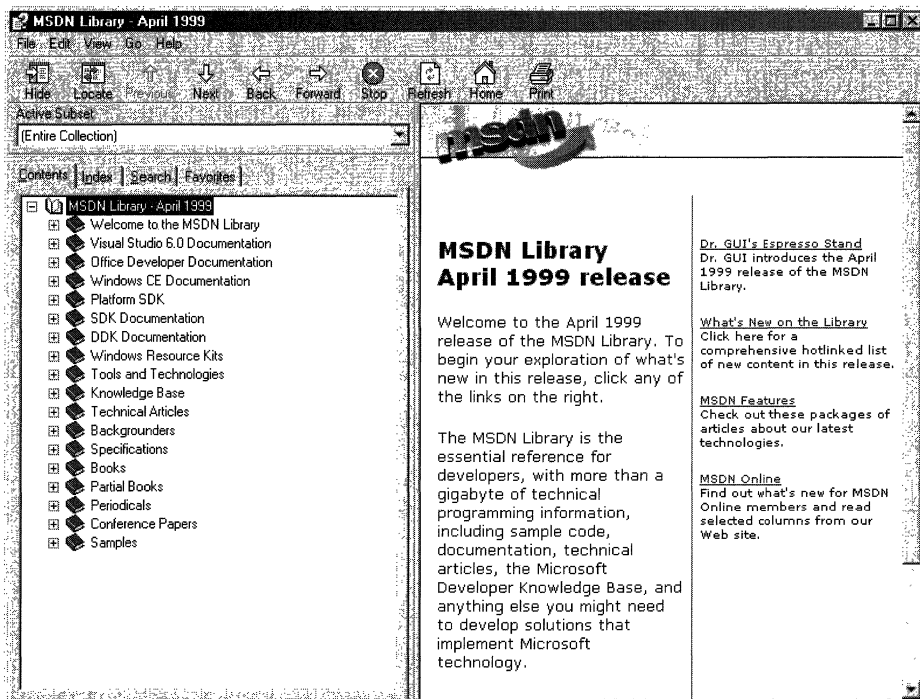 MSDN Library - April 1999
File Edit View Go Help
Hide Locate Previous Next Back Forward Stop Refresh Home Print
Active Subset
(Entire Collection)
Contents Index Search Favorites
MSDN Library - April 1999
Welcome to the MSDN Library
Visual Studio 6.0 Documentation
Office Developer Documentation
Windows CE Documentation
Platform SDK
SDK Documentation
DDK Documentation
Windows Resource Kits
Tools and Technologies
Knowledge Base
Technical Articles
Backgrounders
Specifications
Books
Partial Books
Periodicals
Conference Papers
Samples
msdn
MSDN Library
April 1999 release
Welcome to the April 1999
release of the MSDN Library. To
begin your exploration of what's
new in this release, click any of
the links on the right.
The MSDN Library is the
essential reference for
developers, with more than a
gigabyte of technical
programming information,
including sample code,
documentation, technical
articles, the Microsoft
Developer Knowledge Base, and
anything else you might need
to develop solutions that
implement Microsoft
technology.
Dr. GUI's Espresso Stand
Dr. GUI introduces the April
1999 release of the MSDN
Library.
What's New on the Library
Click here for a
comprehensive hotlinked list
of new content in this release.
MSDN Features
Check out these packages of
articles about our latest
technologies.
MSDN Online
Find out what's new for MSDN
Online members and read
selected columns from our
Web site.